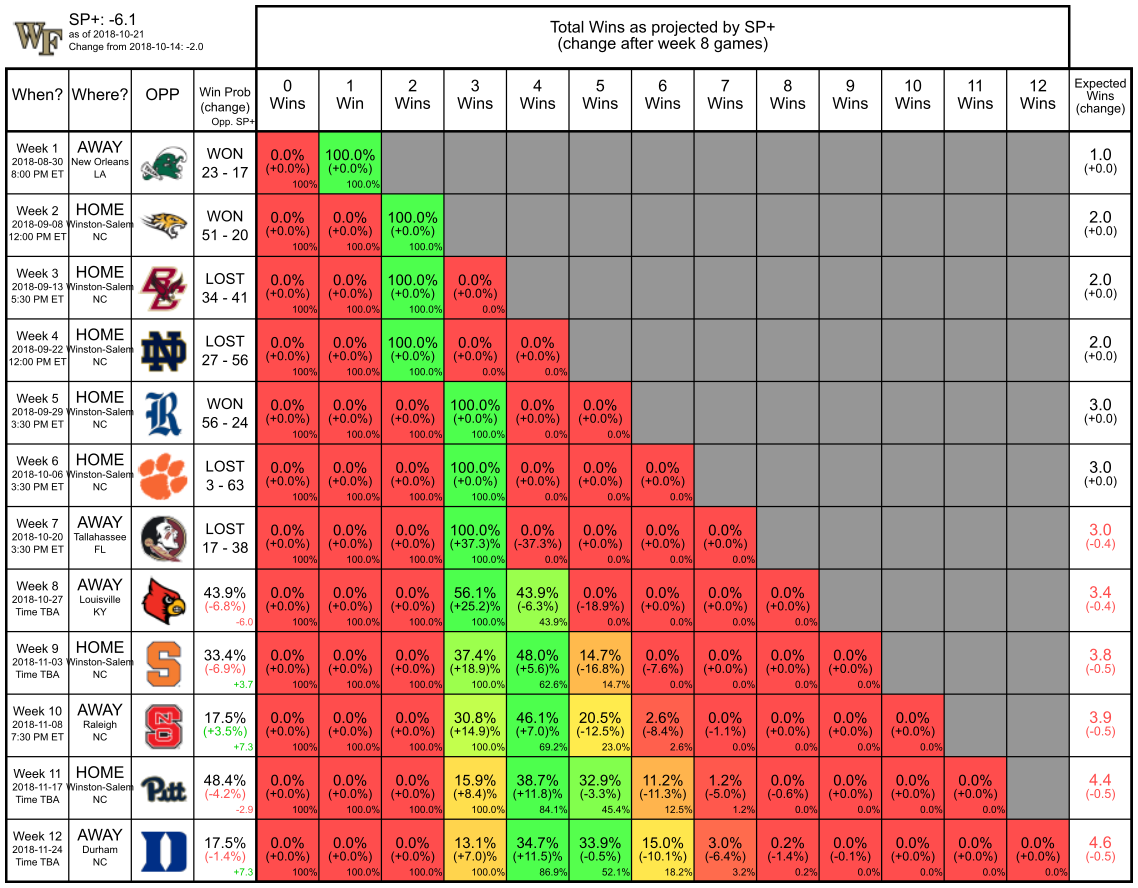 WF
SP+: -6.1
as of 2018-10-21
Change from 2018-10-14: -2.0
Total Wins as projected by SP+
(change after week 8 games)
When? Where? OPP Win Prob (change) Opp. SP+ 0 Wins 1 Win 2 Wins 3 Wins 4 Wins 5 Wins 6 Wins 7 Wins 8 Wins 9 Wins 10 Wins 11 Wins 12 Wins Expected Wins (change)
Week 1 AWAY WON 0.0% 100.0% 1.0
2018-08-30 New Orleans 23 - 17 (+0.0%) (+0.0%) (+0.0)
8:00 PM ET LA 100% 100.0%
Week 2 HOME WON 0.0% 0.0% 100.0% 2.0
2018-09-08 Winston-Salem 51 - 20 (+0.0%) (+0.0%) (+0.0%) (+0.0)
12:00 PM ET NC 100% 100.0% 100.0%
Week 3 HOME BC LOST 0.0% 0.0% 100.0% 0.0% 2.0
2018-09-13 Winston-Salem 34 - 41 (+0.0%) (+0.0%) (+0.0%) (+0.0%) (+0.0)
5:30 PM ET NC 100% 100.0% 100.0% 0.0%
Week 4 HOME ND LOST 0.0% 0.0% 100.0% 0.0% 0.0% 2.0
2018-09-22 Winston-Salem 27 - 56 (+0.0%) (+0.0%) (+0.0%) (+0.0%) (+0.0%) (+0.0)
12:00 PM ET NC 100% 100.0% 100.0% 0.0% 0.0%
Week 5 HOME R WON 0.0% 0.0% 0.0% 100.0% 0.0% 0.0% 3.0
2018-09-29 Winston-Salem 56 - 24 (+0.0%) (+0.0%) (+0.0%) (+0.0%) (+0.0%) (+0.0%) (+0.0)
3:30 PM ET NC 100% 100.0% 100.0% 100.0% 0.0% 0.0%
Week 6 HOME LOST 0.0% 0.0% 0.0% 100.0% 0.0% 0.0% 0.0% 3.0
2018-10-06 Winston-Salem 3 - 63 (+0.0%) (+0.0%) (+0.0%) (+0.0%) (+0.0%) (+0.0%) (+0.0%) (+0.0)
3:30 PM ET NC 100% 100.0% 100.0% 100.0% 0.0% 0.0% 0.0%
Week 7 AWAY LOST 0.0% 0.0% 0.0% 100.0% 0.0% 0.0% 0.0% 0.0% 3.0
2018-10-20 Tallahassee 17 - 38 (+0.0%) (+0.0%) (+0.0%) (+37.3)% (-37.3%) (+0.0%) (+0.0%) (+0.0%) (-0.4)
3:30 PM ET FL 100% 100.0% 100.0% 100.0% 0.0% 0.0% 0.0% 0.0%
Week 8 AWAY 43.9% 0.0% 0.0% 0.0% 56.1% 43.9% 0.0% 0.0% 0.0% 0.0% 3.4
2018-10-27 Louisville (-6.8%) (+0.0%) (+0.0%) (+0.0%) (+25.2)% (-6.3%) (-18.9%) (+0.0%) (+0.0%) (+0.0%) (-0.4)
Time TBA KY -6.0 100% 100.0% 100.0% 100.0% 43.9% 0.0% 0.0% 0.0% 0.0%
Week 9 HOME S 33.4% 0.0% 0.0% 0.0% 37.4% 48.0% 14.7% 0.0% 0.0% 0.0% 0.0% 3.8
2018-11-03 Winston-Salem (-6.9%) (+0.0%) (+0.0%) (+0.0%) (+18.9)% (+5.6)% (-16.8%) (-7.6%) (+0.0%) (+0.0%) (+0.0%) (-0.5)
Time TBA NC +3.7 100% 100.0% 100.0% 100.0% 62.6% 14.7% 0.0% 0.0% 0.0% 0.0%
Week 10 AWAY NCS 17.5% 0.0% 0.0% 0.0% 30.8% 46.1% 20.5% 2.6% 0.0% 0.0% 0.0% 0.0% 3.9
2018-11-08 Raleigh (+3.5%) (+0.0%) (+0.0%) (+0.0%) (+14.9)% (+7.0)% (-12.5%) (-8.4%) (-1.1%) (+0.0%) (+0.0%) (+0.0%) (-0.5)
7:30 PM ET NC +7.3 100% 100.0% 100.0% 100.0% 69.2% 23.0% 2.6% 0.0% 0.0% 0.0% 0.0%
Week 11 HOME Pitt 48.4% 0.0% 0.0% 0.0% 15.9% 38.7% 32.9% 11.2% 1.2% 0.0% 0.0% 0.0% 0.0% 4.4
2018-11-17 Winston-Salem (-4.2%) (+0.0%) (+0.0%) (+0.0%) (+8.4)% (+11.8)% (-3.3%) (-11.3%) (-5.0%) (-0.6%) (+0.0%) (+0.0%) (+0.0%) (-0.5)
Time TBA NC -2.9 100% 100.0% 100.0% 100.0% 84.1% 45.4% 12.5% 1.2% 0.0% 0.0% 0.0% 0.0%
Week 12 AWAY D 17.5% 0.0% 0.0% 0.0% 13.1% 34.7% 33.9% 15.0% 3.0% 0.2% 0.0% 0.0% 0.0% 0.0% 4.6
2018-11-24 Durham (-1.4%) (+0.0%) (+0.0%) (+0.0%) (+7.0)% (+11.5)% (-0.5%) (-10.1%) (-6.4%) (-1.4%) (-0.1%) (+0.0%) (+0.0%) (+0.0%) (-0.5)
Time TBA NC +7.3 100% 100.0% 100.0% 100.0% 86.9% 52.1% 18.2% 3.2% 0.2% 0.0% 0.0% 0.0% 0.0%